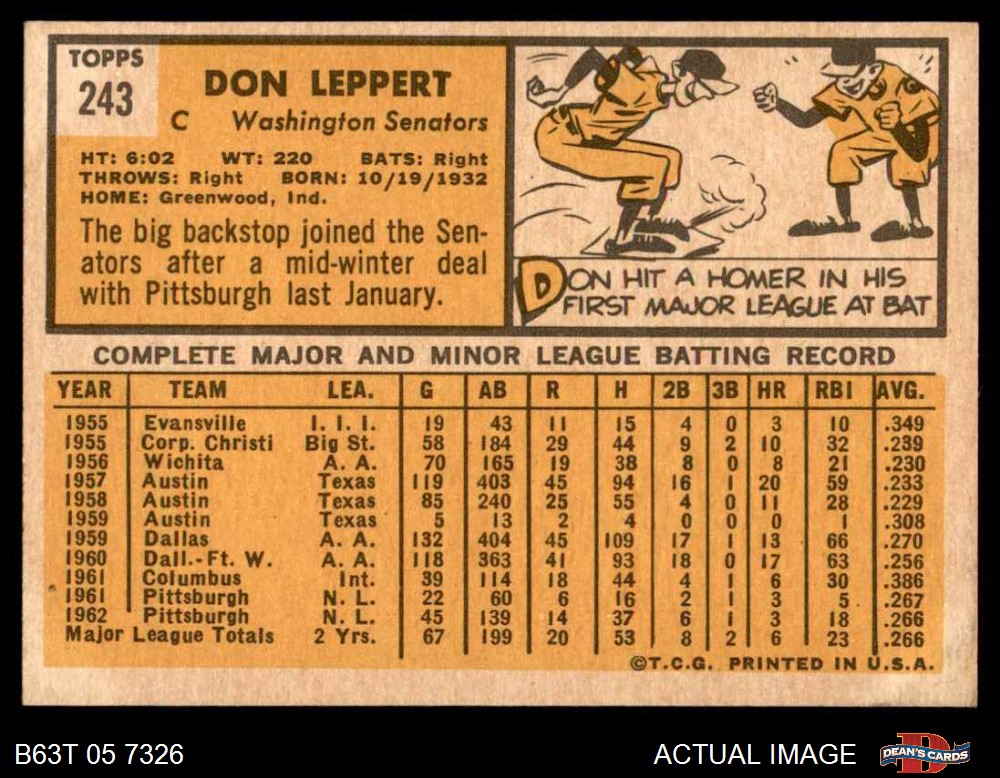 TOPPS
243
DON LEPPERT
C Washington Senators
HT: 6:02 WT: 220 BATS: Right
THROWS: Right BORN: 10/19/1932
HOME: Greenwood, Ind.
The big backstop joined the Sen-
ators after a mid-winter deal
with Pittsburgh last January.
DON HIT A HOMER IN HIS
FIRST MAJOR LEAGUE AT BAT
COMPLETE MAJOR AND MINOR LEAGUE BATTING RECORD
YEAR TEAM LEA. G AB R H 2B 3B HR RBI AVG.
1955 Evansville I. I. I. 19 43 11 15 4 0 3 10 .349
1955 Corp. Christi Big St. 58 184 29 44 9 2 10 32 .239
1956 Wichita A. A. 70 165 19 38 8 0 8 21 .230
1957 Austin Texas 119 403 45 94 16 1 20 59 .233
1958 Austin Texas 85 240 25 55 4 0 11 28 .229
1959 Austin Texas 5 13 2 4 0 0 0 1 .308
1959 Dallas A. A. 132 404 45 109 17 1 13 66 .270
1960 Dall.-Ft. W. A. A. 118 363 41 93 18 0 17 63 .256
1961 Columbus Int. 39 114 18 44 4 1 6 30 .386
1961 Pittsburgh N. L. 22 60 6 16 2 1 3 5 .267
1962 Pittsburgh N. L. 45 139 14 37 6 1 3 18 .266
Major League Totals 2 Yrs. 67 199 20 53 8 2 6 23 .266
©T.C.G. PRINTED IN U.S.A.
B63T 05 7326
ACTUAL IMAGE
DEAN'S CARDS